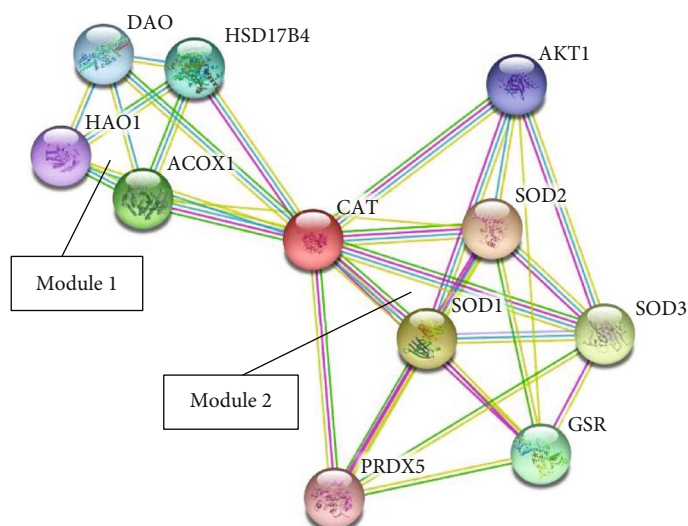 DAO
HSD17B4
AKT1
HAO1
ACOX1
CAT
SOD2
Module 1
SOD1
SOD3
Module 2
GSR
PRDX5